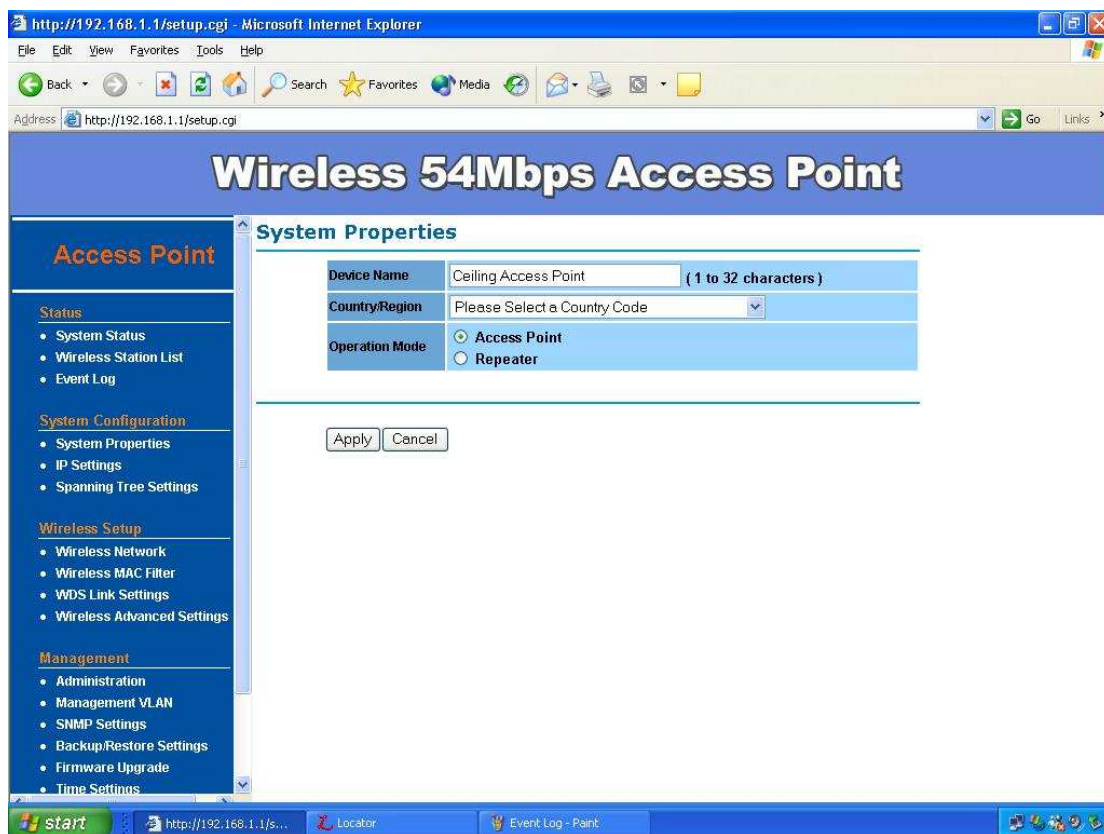 http://192.168.1.1/setup.cgi - Microsoft Internet Explorer
File Edit View Favorites Tools Help
Back Search Favorites Media
Address http://192.168.1.1/setup.cgi Go Links
Wireless 54Mbps Access Point
Access Point
Status
System Status
Wireless Station List
Event Log
System Configuration
System Properties
IP Settings
Spanning Tree Settings
Wireless Setup
Wireless Network
Wireless MAC Filter
WDS Link Settings
Wireless Advanced Settings
Management
Administration
Management VLAN
SNMP Settings
Backup/Restore Settings
Firmware Upgrade
Time Settings
System Properties
Device Name Ceiling Access Point ( 1 to 32 characters )
Country/Region Please Select a Country Code
Operation Mode Access Point
Repeater
Apply Cancel
start http://192.168.1.1/s... Locator Event Log - Paint